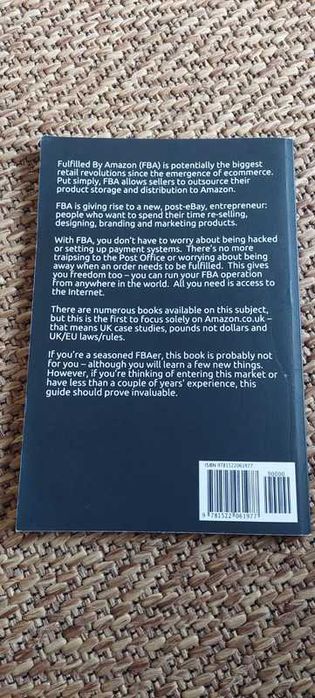 Fulfilled By Amazon (FBA) is potentially the biggest
retail revolutions since the emergence of ecommerce.
Put simply, FBA allows sellers to outsource their
product storage and distribution to Amazon.
FBA is giving rise to a new, post-eBay, entrepreneur:
people who want to spend their time re-selling,
designing, branding and marketing products.
With FBA, you don't have to worry about being hacked
or setting up payment systems. There's no more
traipsing to the Post Office or worrying about being
away when an order needs to be fulfilled. This gives
you freedom too – you can run your FBA operation
from anywhere in the world. All you need is access to
the Internet.
There are numerous books available on this subject,
but this is the first to focus solely on Amazon.co.uk –
that means UK case studies, pounds not dollars and
UK/EU laws/rules.
If you're a seasoned FBAer, this book is probably not
for you – although you will learn a few new things.
However, if you're thinking of entering this market or
have less than a couple of years' experience, this
guide should prove invaluable.
ISBN 9781522061977
90000
9 781522 061977